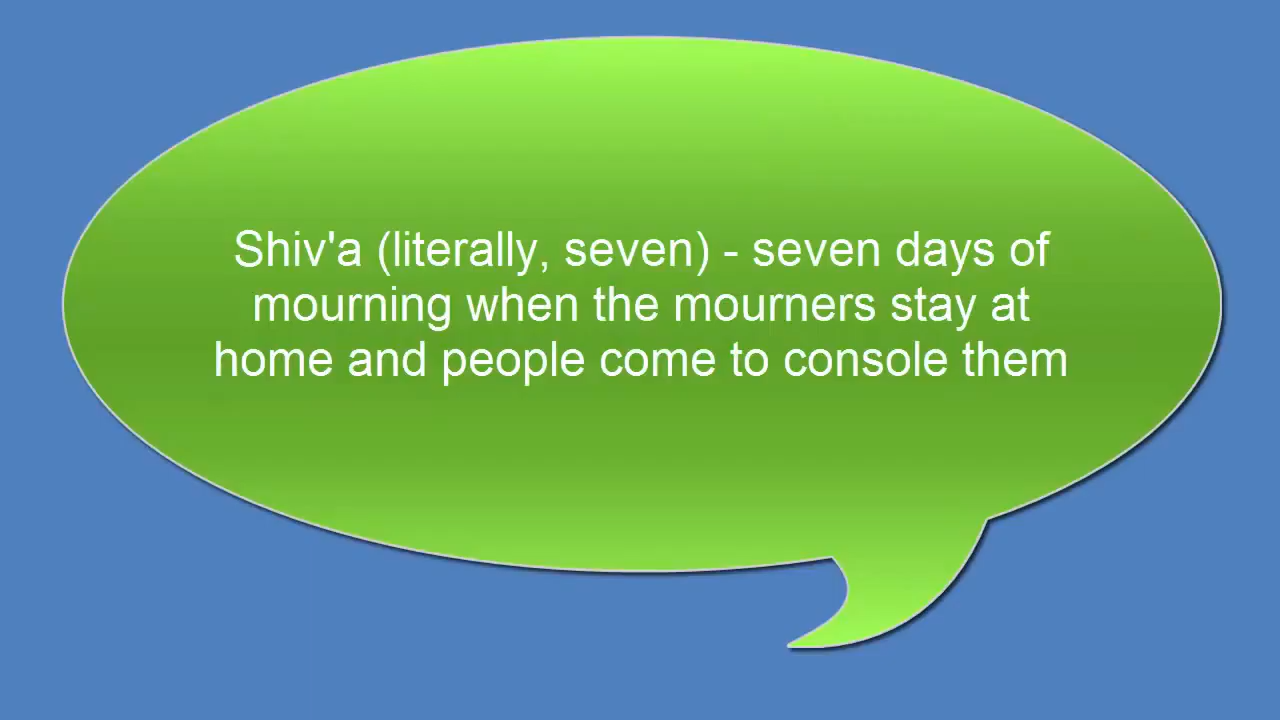 Shiv'a (literally, seven) - seven days of
mourning when the mourners stay at
home and people come to console them